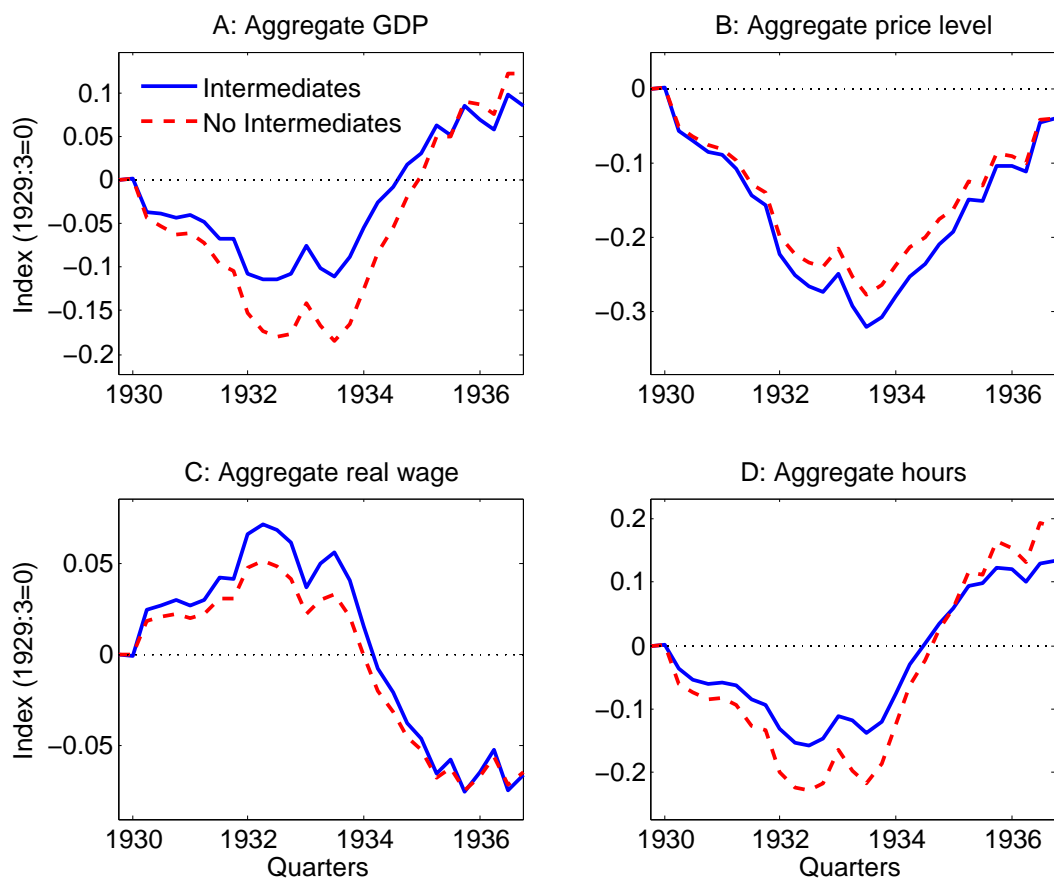 A: Aggregate GDP
Index (1929:3=0)
0.1
0.05
0
−0.05
−0.1
−0.15
−0.2
Intermediates
No Intermediates
1930 1932 1934 1936
B: Aggregate price level
0
−0.1
−0.2
−0.3
1930 1932 1934 1936
C: Aggregate real wage
Index (1929:3=0)
0.05
0
−0.05
1930 1932 1934 1936
Quarters
D: Aggregate hours
0.2
0.1
0
−0.1
−0.2
1930 1932 1934 1936
Quarters